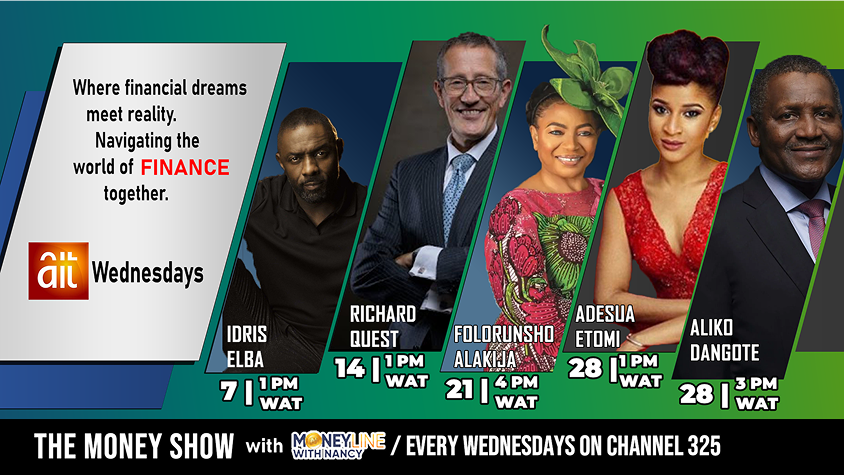 Where financial dreams
meet reality.
Navigating the
world of FINANCE
together.
âit Wednesdays
IDRIS
ELBA
7 | 1 PM
WAT
RICHARD
QUEST
14 | 1 PM
WAT
FOLORUNSHO
ALAKIJA
21 | 4 PM
WAT
ADESUA
ETOMI
28 | 1 PM
WAT
ALIKO
DANGOTE
28 | 3 PM
WAT
THE MONEY SHOW with MONEYLINE WITH NANCY / EVERY WEDNESDAYS ON CHANNEL 325